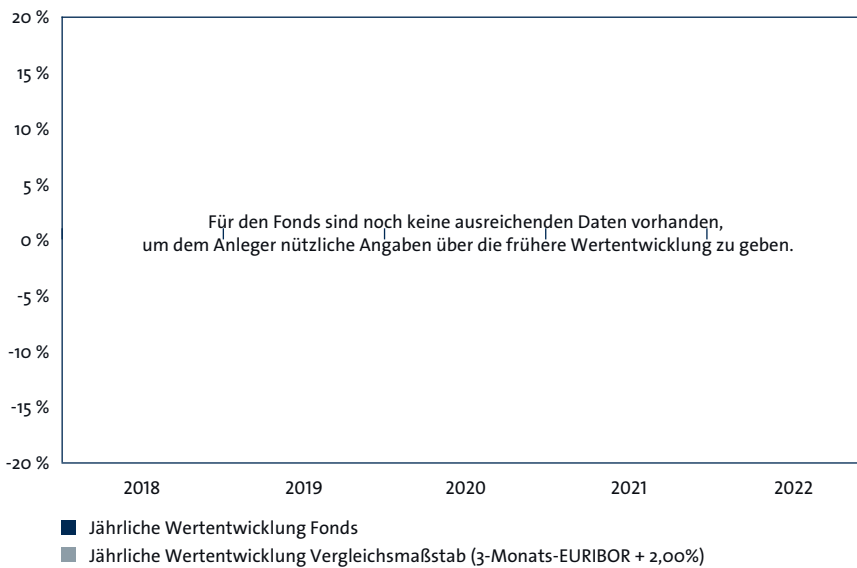 20 %
15 %
10 %
5 %
Für den Fonds sind noch keine ausreichenden Daten vorhanden,
0 %
um dem Anleger nützliche Angaben über die frühere Wertentwicklung zu geben.
-5 %
-10 %
-15 %
-20 %
2018 2019 2020 2021 2022
Jährliche Wertentwicklung Fonds
Jährliche Wertentwicklung Vergleichsmaßstab (3-Monats-EURIBOR + 2,00%)